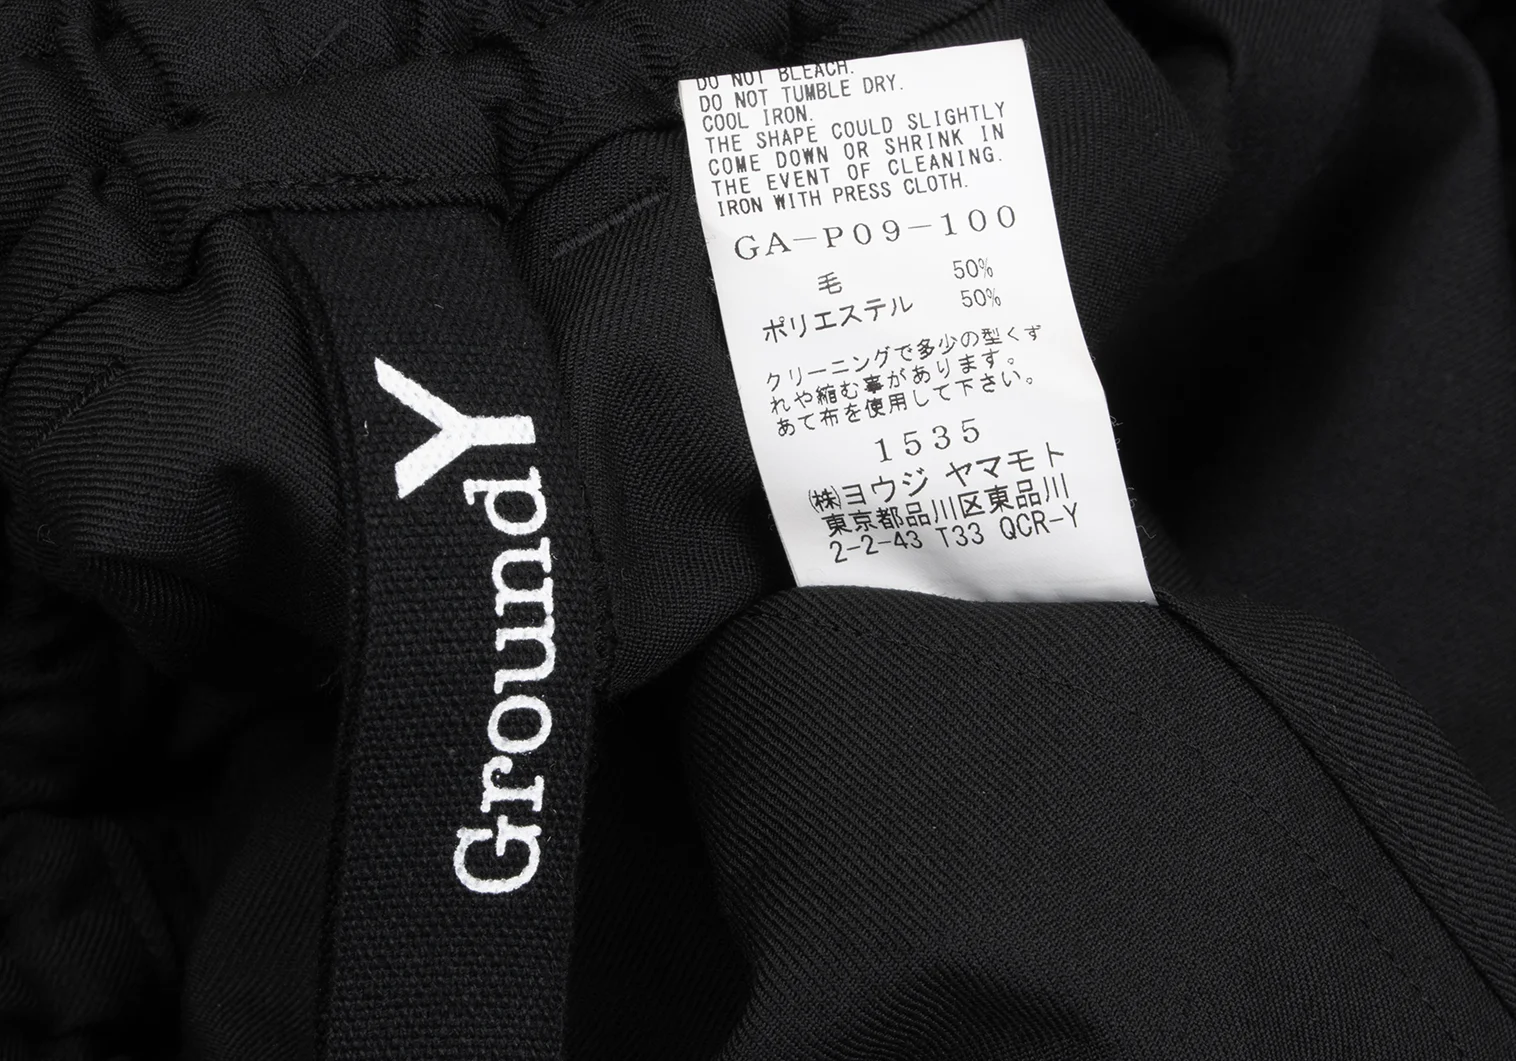 Ground Y
DO NOT BLEACH.
DO NOT TUMBLE DRY.
COOL IRON.
THE SHAPE COULD SLIGHTLY
COME DOWN OR SHRINK IN
THE EVENT OF CLEANING.
IRON WITH PRESS CLOTH.
GA-P09-100
毛 50%
ポリエステル 50%
クリーニングで多少の型くず
れや縮む事があります。
あて布を使用して下さい。
1535
㈱ヨウジ ヤマモト
東京都品川区東品川
2-2-43 T33 QCR-Y